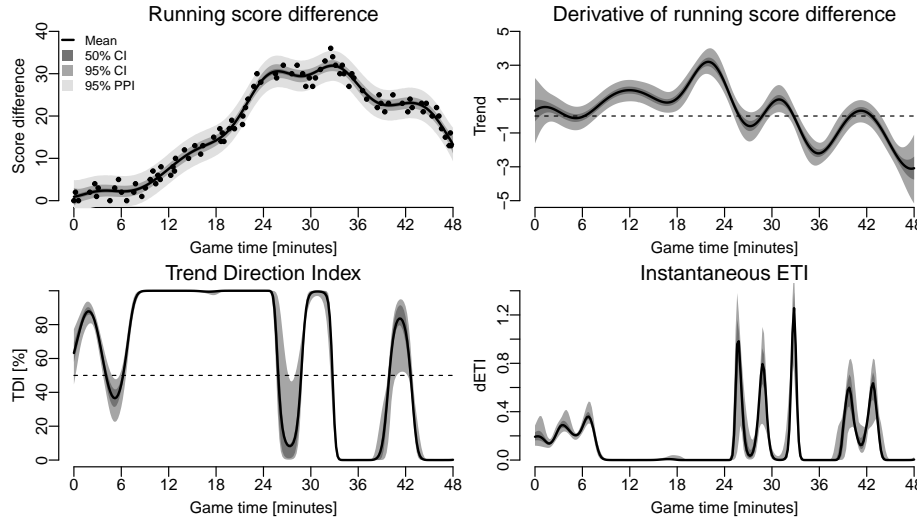 Running score difference
Score difference
0 10 20 30 40
Mean
50% CI
95% CI
95% PPI
0 6 12 18 24 30 36 42 48
Game time [minutes]
Derivative of running score difference
Trend
−5 −3 −1 1 3 5
0 6 12 18 24 30 36 42 48
Game time [minutes]
Trend Direction Index
TDI [%]
0 20 40 60 80
0 6 12 18 24 30 36 42 48
Game time [minutes]
Instantaneous ETI
dETI
0.0 0.4 0.8 1.2
0 6 12 18 24 30 36 42 48
Game time [minutes]